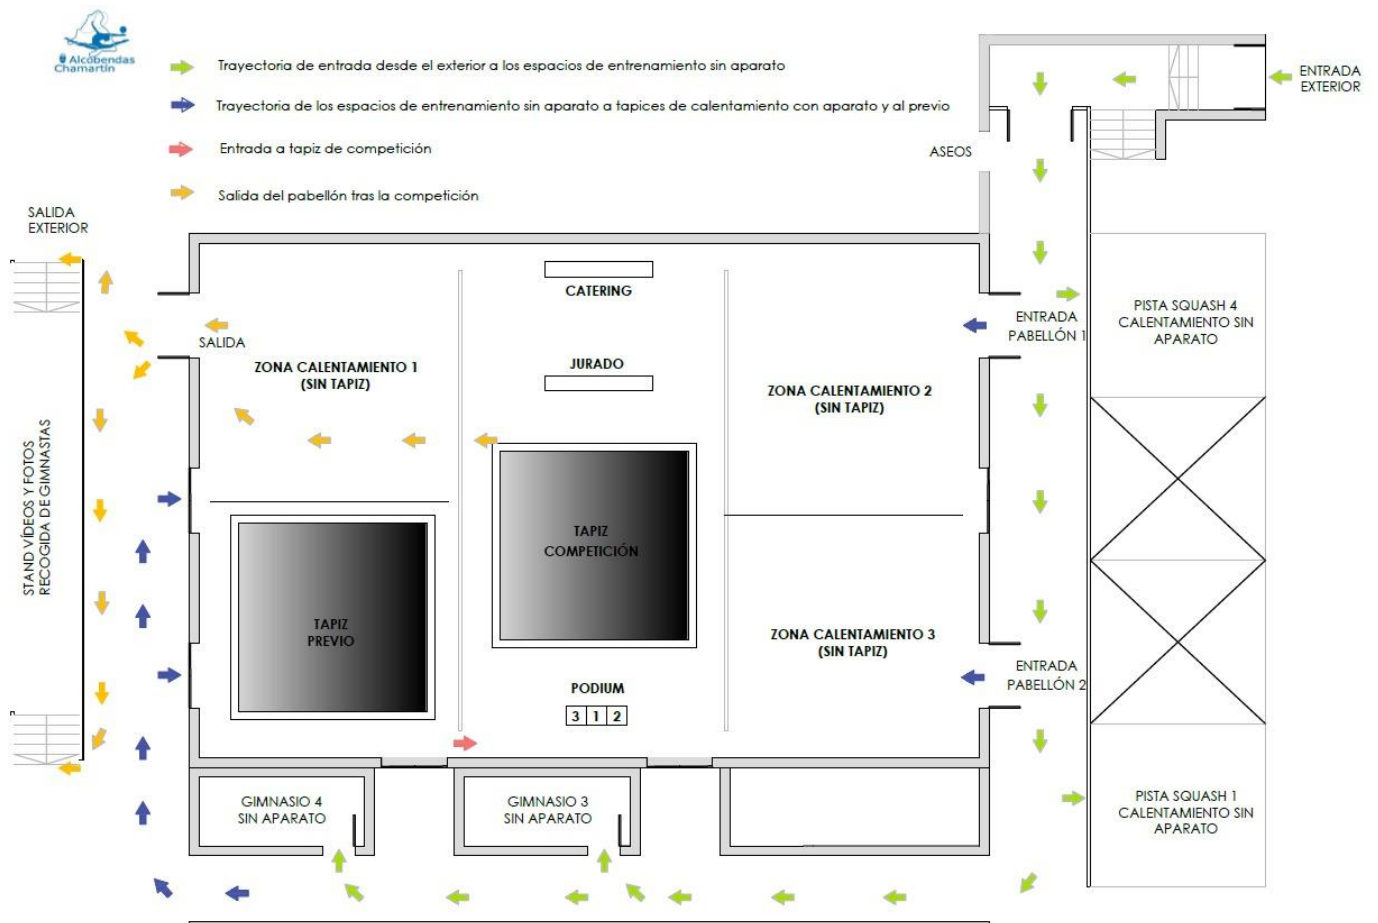 Alcobendas
Chamartín
Trayectoria de entrada desde el exterior a los espacios de entrenamiento sin aparato
Trayectoria de los espacios de entrenamiento sin aparato a tapices de calentamiento con aparato y al previo
Entrada a tapiz de competición
Salida del pabellón tras la competición
ENTRADA
EXTERIOR
ASEOS
SALIDA
EXTERIOR
CATERING
ENTRADA
PABELLÓN 1
PISTA SQUASH 4
CALENTAMIENTO SIN
APARATO
SALIDA
ZONA CALENTAMIENTO 1
(SIN TAPIZ)
JURADO
ZONA CALENTAMIENTO 2
(SIN TAPIZ)
STAND VÍDEOS Y FOTOS
RECOGIDA DE GIMNASTAS
TAPIZ
COMPETICIÓN
TAPIZ
PREVIO
ZONA CALENTAMIENTO 3
(SIN TAPIZ)
ENTRADA
PABELLÓN 2
PODIUM
3 1 2
GIMNASIO 4
SIN APARATO
GIMNASIO 3
SIN APARATO
PISTA SQUASH 1
CALENTAMIENTO SIN
APARATO